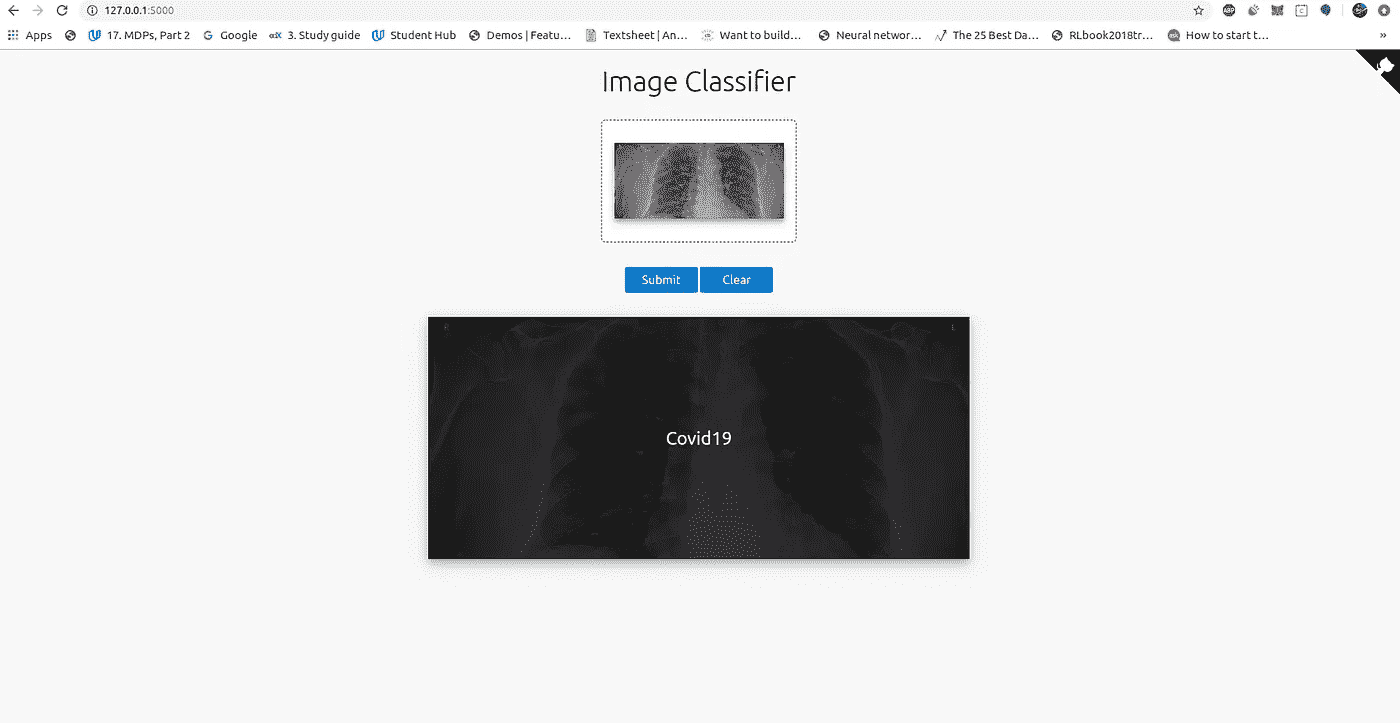 127.0.0.1:5000
Apps 17. MDPs, Part 2 Google 3. Study guide Student Hub Demos | Featu… Textsheet | An… Want to build… Neural networ… The 25 Best Da… RLbook2018tr… How to start t… »
Image Classifier
Submit Clear
R L
Covid19